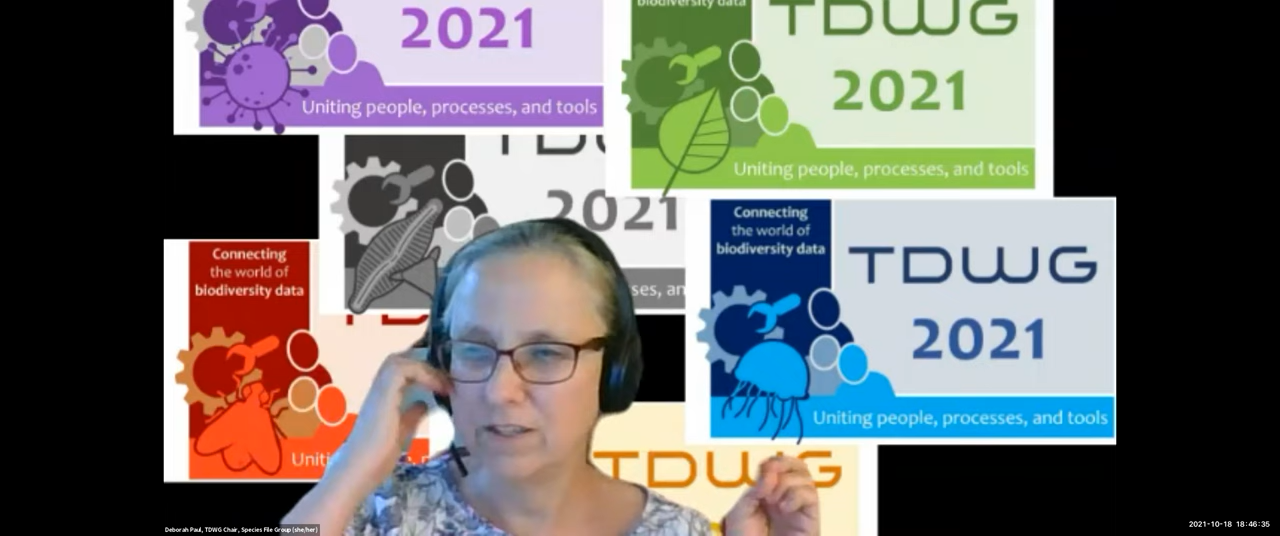 2021
Uniting people, processes, and tools
biodiversity data
TDWG
2021
Uniting people, processes, and tools
2021
ses, an
Connecting
the world of
biodiversity data
Connecting
the world of
biodiversity data
TDWG
2021
Uniting people, processes, and tools
TDWG
Deborah Paul, TDWG Chair, Species File Group (she/her)
2021-10-18 18:46:35